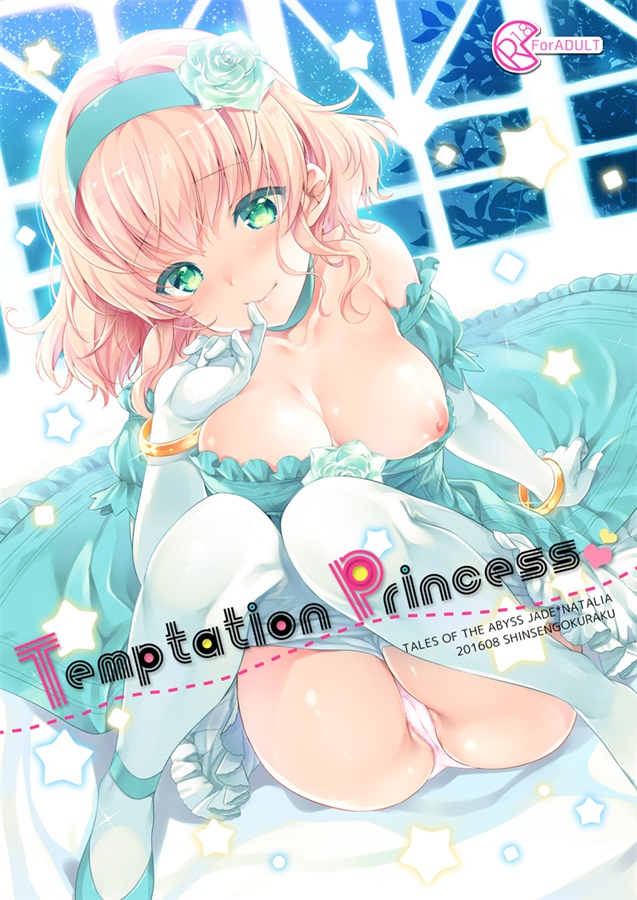 R18 ForADULT
Temptation Princess
TALES OF THE ABYSS JADE*NATALIA
201608 SHINSENGOKURAKU